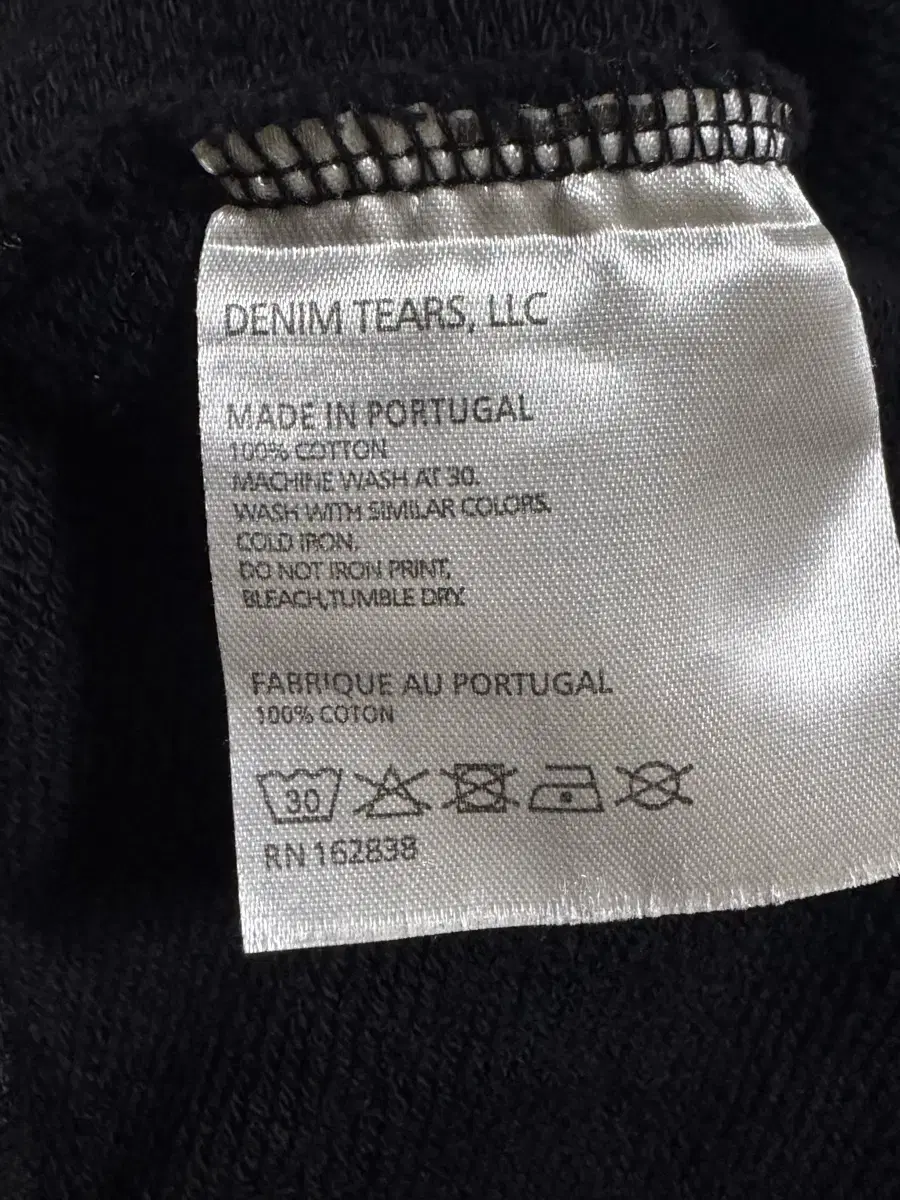 DENIM TEARS, LLC
MADE IN PORTUGAL
100% COTTON
MACHINE WASH AT 30.
WASH WITH SIMILAR COLORS.
COLD IRON.
DO NOT IRON PRINT,
BLEACH,TUMBLE DRY.
FABRIQUE AU PORTUGAL
100% COTON
30
RN 162838